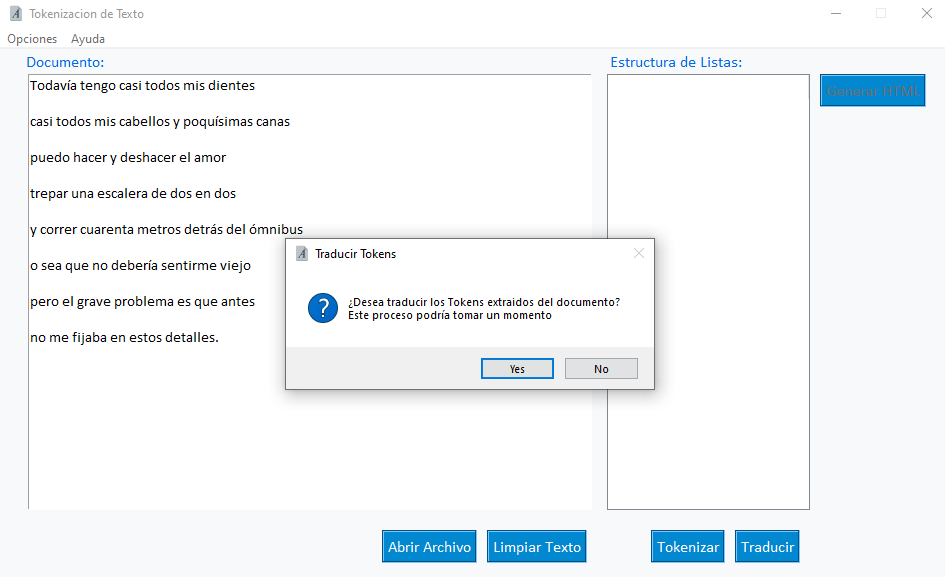 Tokenizacion de Texto
Opciones Ayuda
Documento:
Todavía tengo casi todos mis dientes
casi todos mis cabellos y poquísimas canas
puedo hacer y deshacer el amor
trepar una escalera de dos en dos
y correr cuarenta metros detrás del ómnibus
o sea que no debería sentirme viejo
pero el grave problema es que antes
no me fijaba en estos detalles.
Estructura de Listas:
Generar HTML
Traducir Tokens
¿Desea traducir los Tokens extraidos del documento?
Este proceso podría tomar un momento
Yes No
Abrir Archivo Limpiar Texto Tokenizar Traducir